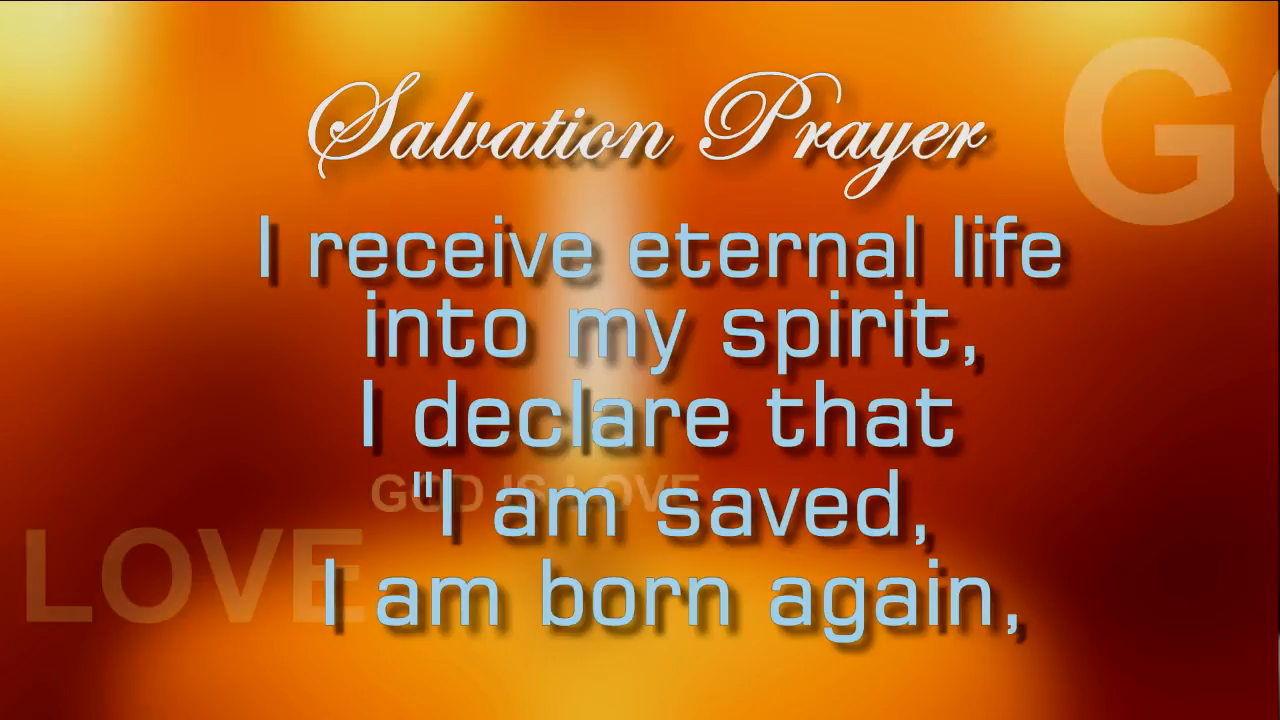 Salvation Prayer
GO
I receive eternal life
into my spirit,
I declare that
GOD IS LOVE
"I am saved,
LOVE
I am born again,